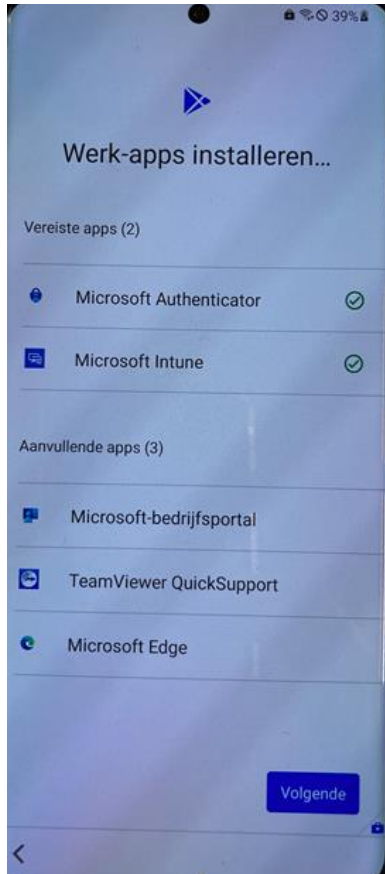 39%
Werk-apps installeren...
Vereiste apps (2)
Microsoft Authenticator
Microsoft Intune
Aanvullende apps (3)
Microsoft-bedrijfsportal
TeamViewer QuickSupport
Microsoft Edge
Volgende